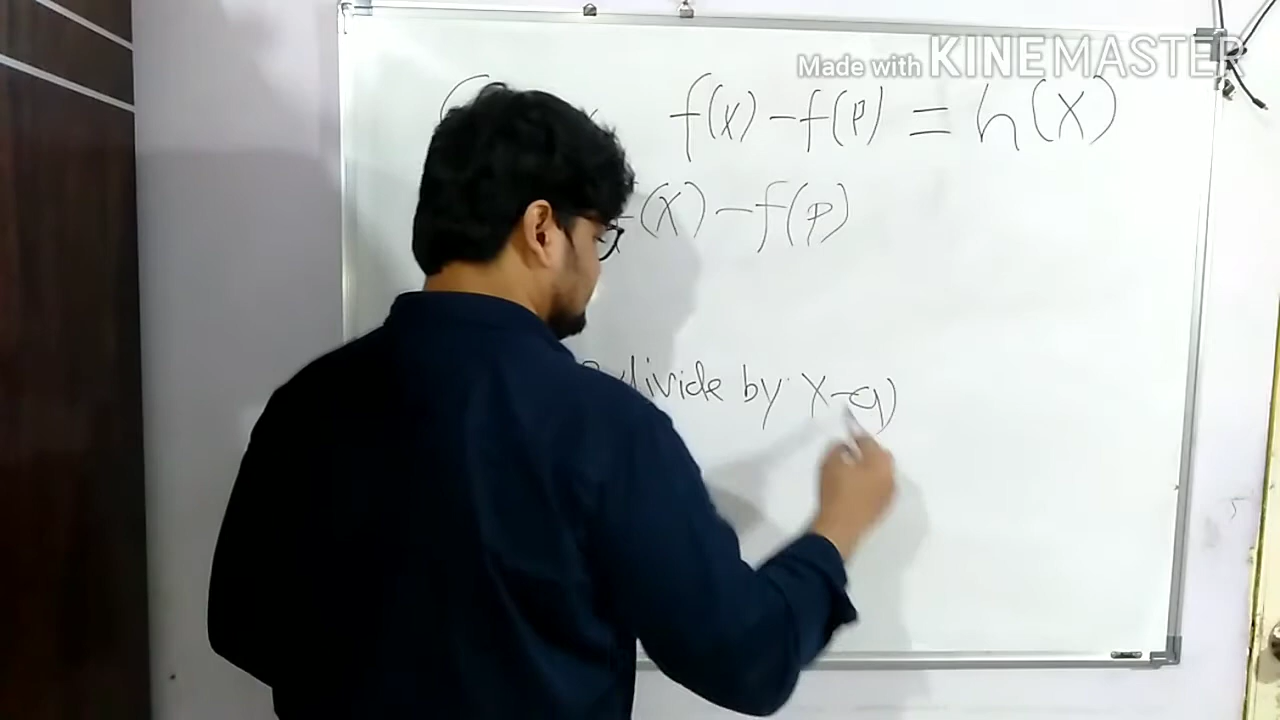 Made with KINEMASTER
f(x) - f(p) = h(x)
(x) - f(p)
divide by x-a)